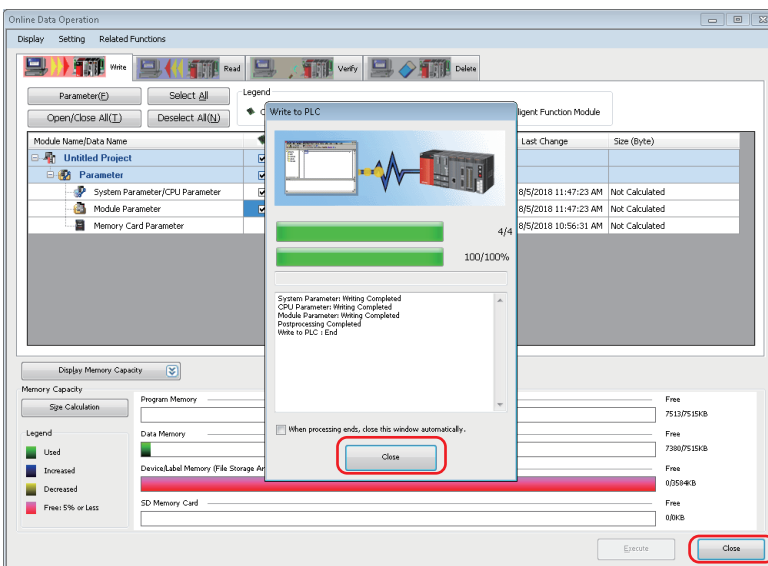 Online Data Operation
Display Setting Related Functions
Write Read Verify Delete
Parameter(F) Select All Legend
Open/Close All(T) Deselect All(N)
ligent Function Module
Module Name/Data Name Last Change Size (Byte)
Untitled Project
Parameter
System Parameter/CPU Parameter 8/5/2018 11:47:23 AM Not Calculated
Module Parameter 8/5/2018 11:47:23 AM Not Calculated
Memory Card Parameter 8/5/2018 10:56:31 AM Not Calculated
Write to PLC
4/4
100/100%
System Parameter: Writing Completed
CPU Parameter: Writing Completed
Module Parameter: Writing Completed
Postprocessing Completed
Write to PLC : End
When processing ends, close this window automatically.
Close
Display Memory Capacity
Memory Capacity
Size Calculation
Program Memory Free
7513/7515KB
Legend
Used
Increased
Decreased
Free: 5% or Less
Data Memory Free
7380/7515KB
Device/Label Memory (File Storage Ar Free
0/3584KB
SD Memory Card Free
0/0KB
Execute Close